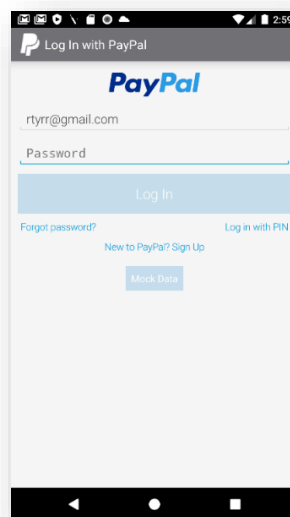 2:59
Log In with PayPal
PayPal
rtyrr@gmail.com
Password
Log In
Forgot password?
Log in with PIN
New to PayPal? Sign Up
Mock Data